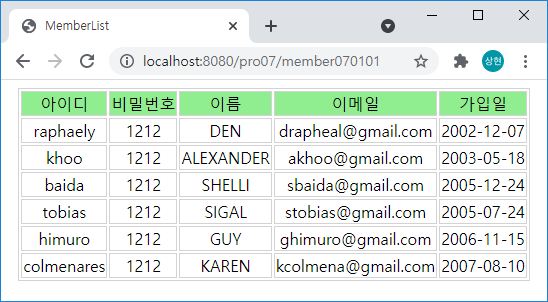 MemberList
localhost:8080/pro07/member070101
상현
아이디 비밀번호 이름 이메일 가입일
raphaely 1212 DEN drapheal@gmail.com 2002-12-07
khoo 1212 ALEXANDER akhoo@gmail.com 2003-05-18
baida 1212 SHELLI sbaida@gmail.com 2005-12-24
tobias 1212 SIGAL stobias@gmail.com 2005-07-24
himuro 1212 GUY ghimuro@gmail.com 2006-11-15
colmenares 1212 KAREN kcolmena@gmail.com 2007-08-10